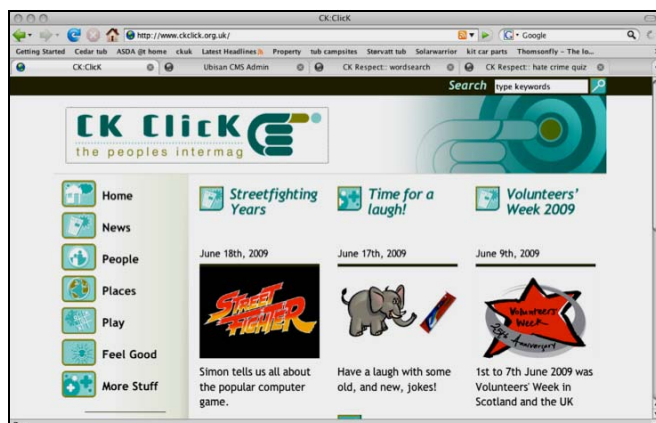 CK:ClicK
http://www.ckclick.org.uk/
Google
Getting Started Cedar tub ASDA @t home ckuk Latest Headlines Property tub campsites Stervatt tub Solarwarrior kit car parts Thomsonfly – The lo...
CK:ClicK Ubisan CMS Admin CK Respect:: wordsearch CK Respect:: hate crime quiz
Search type keywords
CK CliCK
the peoples intermag
Home
News
People
Places
Play
Feel Good
More Stuff
Streetfighting Years
June 18th, 2009
STREET
FIGHTER
Simon tells us all about
the popular computer
game.
Time for a
laugh!
June 17th, 2009
Have a laugh with some
old, and new, jokes!
Volunteers'
Week 2009
June 9th, 2009
Volunteers
Week
25th Anniversary
1st to 7th June 2009 was
Volunteers' Week in
Scotland and the UK